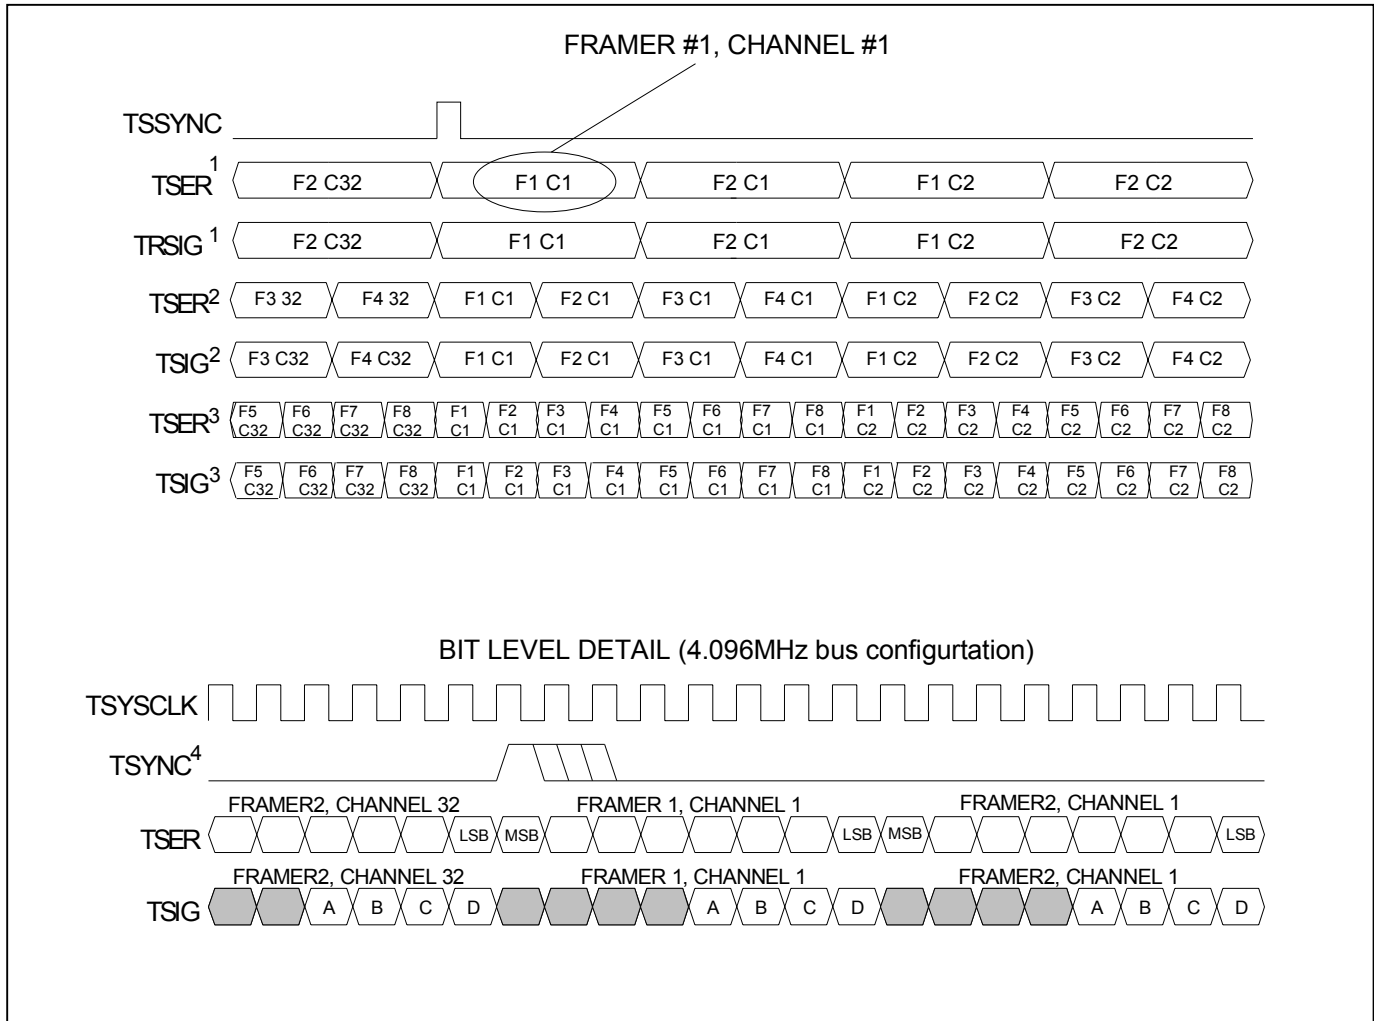 FRAMER #1, CHANNEL #1
TSSYNC
TSER 1 F2 C32 F1 C1 F2 C1 F1 C2 F2 C2
TRSIG 1 F2 C32 F1 C1 F2 C1 F1 C2 F2 C2
TSER2 F3 32 F4 32 F1 C1 F2 C1 F3 C1 F4 C1 F1 C2 F2 C2 F3 C2 F4 C2
TSIG2 F3 C32 F4 C32 F1 C1 F2 C1 F3 C1 F4 C1 F1 C2 F2 C2 F3 C2 F4 C2
TSER3 F5 C32 F6 C32 F7 C32 F8 C32 F1 C1 F2 C1 F3 C1 F4 C1 F5 C1 F6 C1 F7 C1 F8 C1 F1 C2 F2 C2 F3 C2 F4 C2 F5 C2 F6 C2 F7 C2 F8 C2
TSIG3 F5 C32 F6 C32 F7 C32 F8 C32 F1 C1 F2 C1 F3 C1 F4 C1 F5 C1 F6 C1 F7 C1 F8 C1 F1 C2 F2 C2 F3 C2 F4 C2 F5 C2 F6 C2 F7 C2 F8 C2
BIT LEVEL DETAIL (4.096MHz bus configurtation)
TSYSCLK
TSYNC4
FRAMER2, CHANNEL 32 FRAMER 1, CHANNEL 1 FRAMER2, CHANNEL 1
TSER LSB MSB LSB MSB LSB
FRAMER2, CHANNEL 32 FRAMER 1, CHANNEL 1 FRAMER2, CHANNEL 1
TSIG A B C D A B C D A B C D